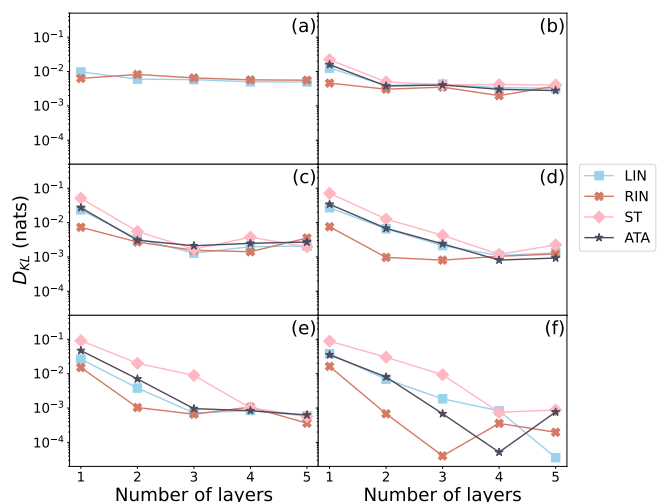 (a)
(b)
10⁻¹
10⁻²
10⁻³
10⁻⁴
(c)
(d)
10⁻¹
10⁻²
10⁻³
10⁻⁴
D_KL (nats)
LIN
RIN
ST
ATA
(e)
(f)
10⁻¹
10⁻²
10⁻³
10⁻⁴
1 2 3 4 5 1 2 3 4 5
Number of layers Number of layers